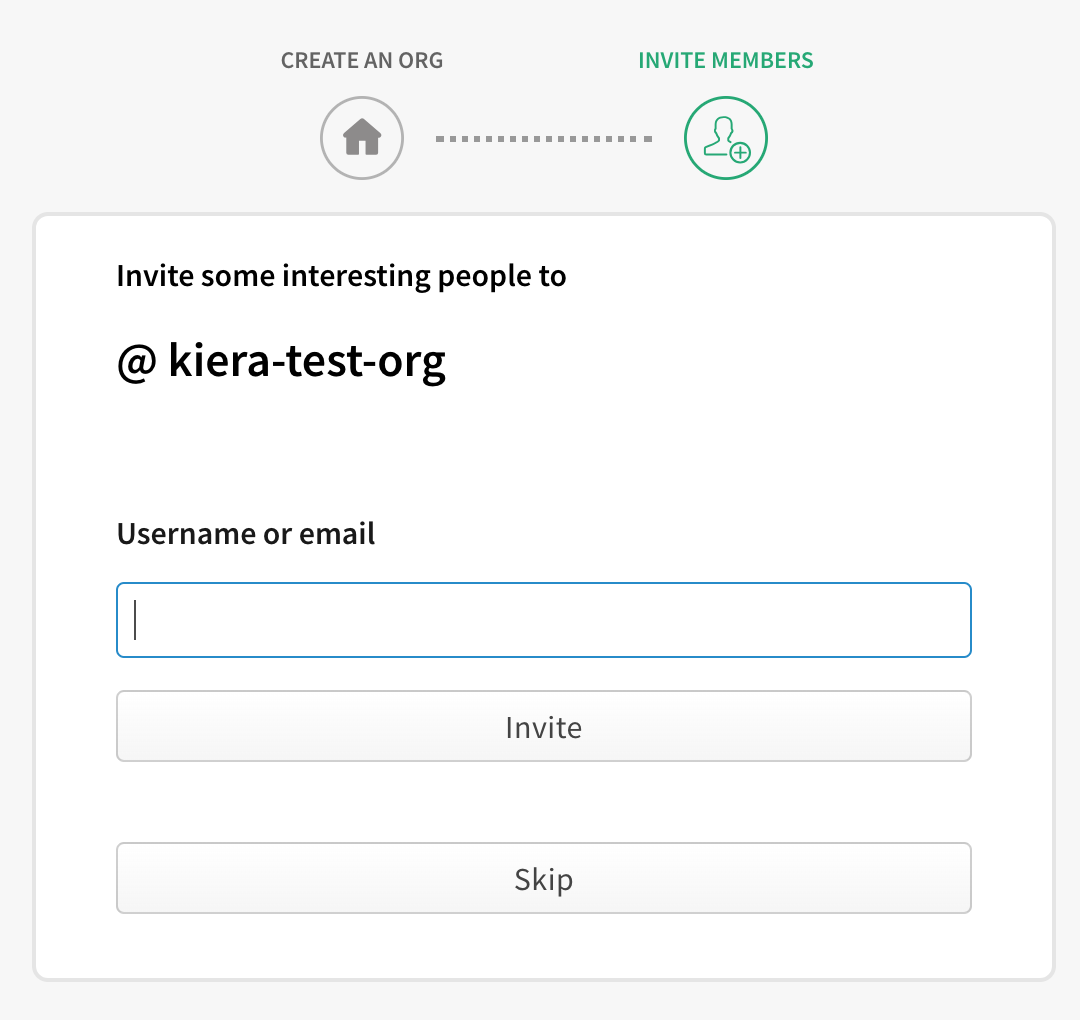 CREATE AN ORG
INVITE MEMBERS
Invite some interesting people to
@ kiera-test-org
Username or email
Invite
Skip